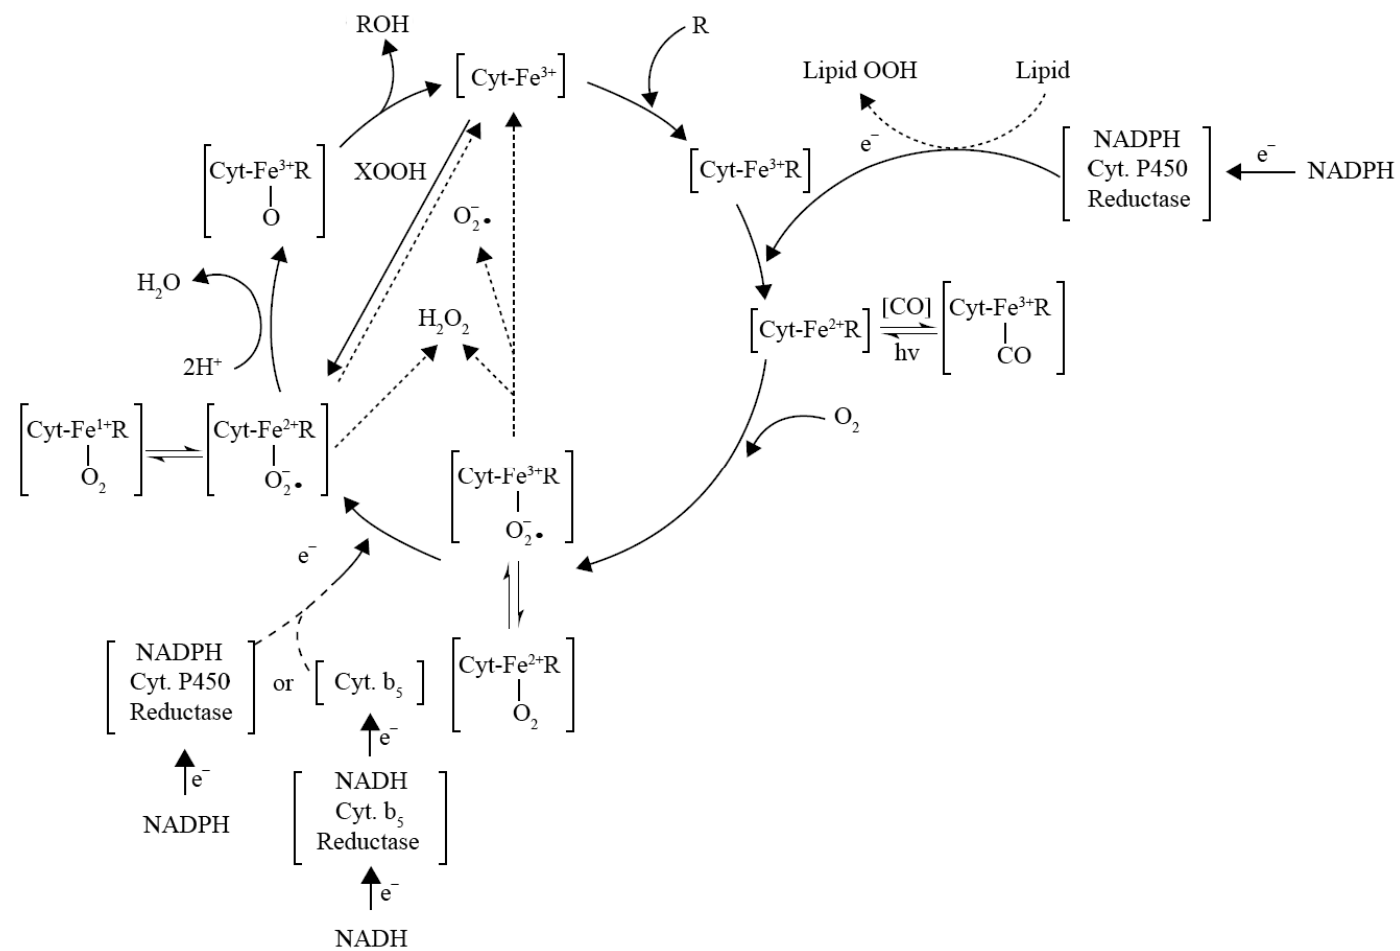 ROH
R
[Cyt-Fe³⁺]
Lipid OOH
Lipid
e⁻
NADPH
Cyt. P450
Reductase
e⁻
NADPH
Cyt-Fe³⁺R
O
XOOH
[Cyt-Fe³⁺R]
O₂⁻•
H₂O
2H⁺
H₂O₂
[Cyt-Fe²⁺R]
[CO]
hv
Cyt-Fe³⁺R
CO
O₂
Cyt-Fe¹⁺R
O₂
Cyt-Fe²⁺R
O₂⁻•
Cyt-Fe³⁺R
O₂⁻•
e⁻
NADPH
Cyt. P450
Reductase
or
[Cyt. b₅]
Cyt-Fe²⁺R
O₂
e⁻
NADPH
e⁻
NADH
Cyt. b₅
Reductase
e⁻
NADH